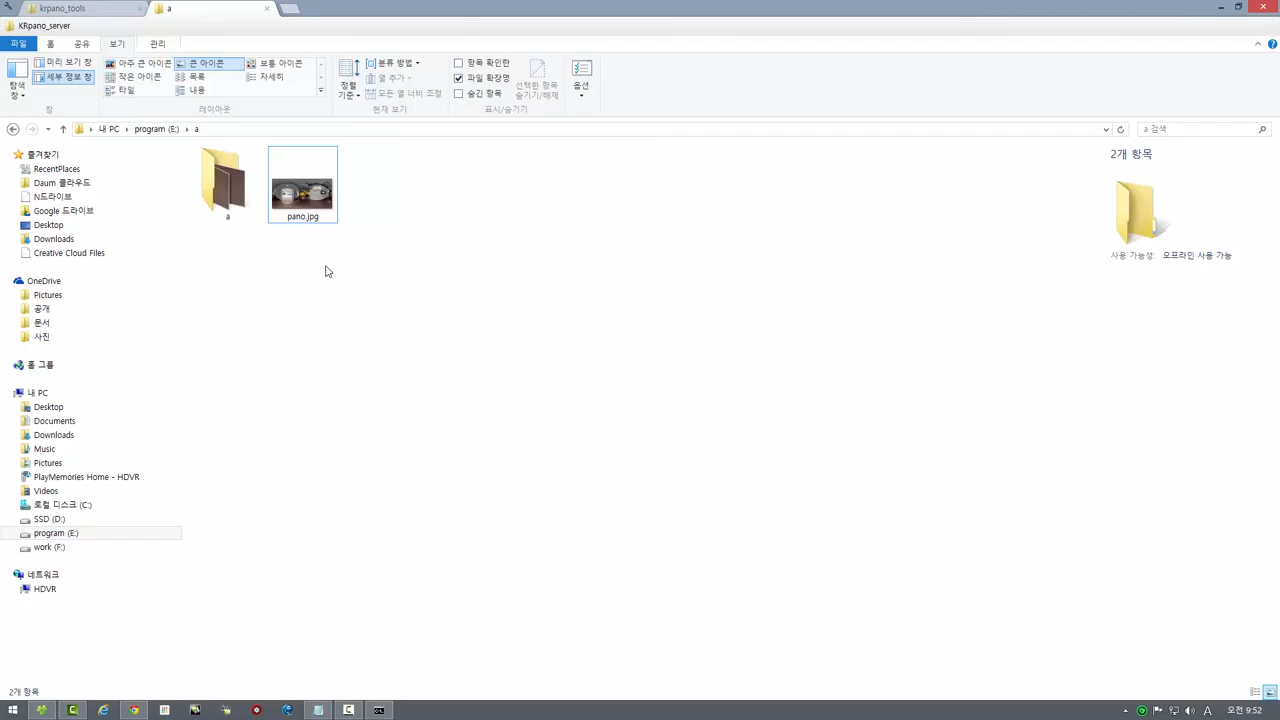 krpano_tools
a
KRpano_server
파일
홈
공유
보기
관리
미리 보기 창
세부 정보 창
탐색
창
창
아주 큰 아이콘
큰 아이콘
보통 아이콘
작은 아이콘
목록
자세히
타일
내용
레이아웃
정렬
기준
분류 방법
열 추가
모든 열 너비 조정
현재 보기
항목 확인란
파일 확장명
숨긴 항목
선택한 항목
숨기기/해제
표시/숨기기
옵션
내 PC
program (E:)
a
a 검색
즐겨찾기
RecentPlaces
Daum 클라우드
N드라이브
Google 드라이브
Desktop
Downloads
Creative Cloud Files
OneDrive
Pictures
공개
문서
사진
홈 그룹
내 PC
Desktop
Documents
Downloads
Music
Pictures
PlayMemories Home - HDVR
Videos
로컬 디스크 (C:)
SSD (D:)
program (E:)
work (F:)
네트워크
HDVR
a
pano.jpg
2개 항목
사용 가능성: 오프라인 사용 가능
2개 항목
A
오전 9:52